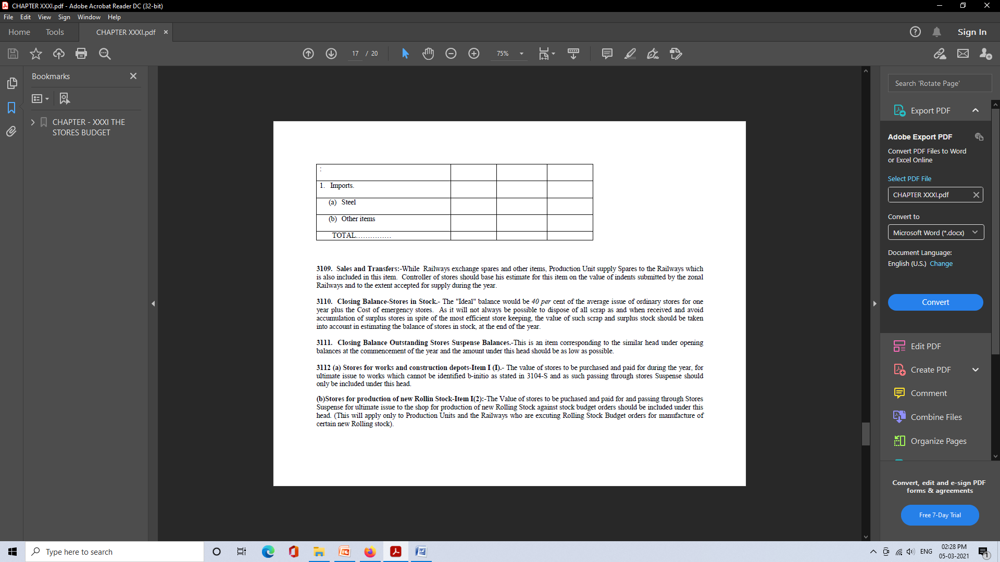 CHAPTER XXXI.pdf - Adobe Acrobat Reader DC (32-bit)
File Edit View Sign Window Help
Home Tools CHAPTER XXXI.pdf × Sign In
17 / 20 75%
Bookmarks
CHAPTER - XXXI THE
STORES BUDGET
:
1. Imports.
(a) Steel
(b) Other items
TOTAL……………
3109. Sales and Transfers:-While Railways exchange spares and other items, Production Unit supply Spares to the Railways which
is also included in this item. Controller of stores should base his estimate for this item on the value of indents submitted by the zonal
Railways and to the extent accepted for supply during the year.
3110. Closing Balance-Stores in Stock.- The "Ideal" balance would be 40 per cent of the average issue of ordinary stores for one
year plus the Cost of emergency stores. As it will not always be possible to dispose of all scrap as and when received and avoid
accumulation of surplus stores in spite of the most efficient store keeping, the value of such scrap and surplus stock should be taken
into account in estimating the balance of stores in stock, at the end of the year.
3111. Closing Balance Outstanding Stores Suspense Balances.-This is an item corresponding to the similar head under opening
balances at the commencement of the year and the amount under this head should be as low as possible.
3112 (a) Stores for works and construction depots-Item I (I).- The value of stores to be purchased and paid for during the year, for
ultimate issue to works which cannot be identified b-initio as stated in 3104-S and as such passing through stores Suspense should
only be included under this head.
(b)Stores for production of new Rollin Stock-Item I(2):-The Value of stores to be puchased and paid for and passing through Stores
Suspense for ultimate issue to the shop for production of new Rolling Stock against stock budget orders should be included under this
head. (This will apply only to Production Units and the Railways who are excuting Rolling Stock Budget orders for manufacture of
certain new Rolling stock).
Search 'Rotate Page'
Export PDF
Adobe Export PDF
Convert PDF Files to Word
or Excel Online
Select PDF File
CHAPTER XXXI.pdf
Convert to
Microsoft Word (*.docx)
Document Language:
English (U.S.) Change
Convert
Edit PDF
Create PDF
Comment
Combine Files
Organize Pages
Convert, edit and e-sign PDF
forms & agreements
Free 7-Day Trial
Type here to search
ENG
02:28 PM
05-03-2021
1